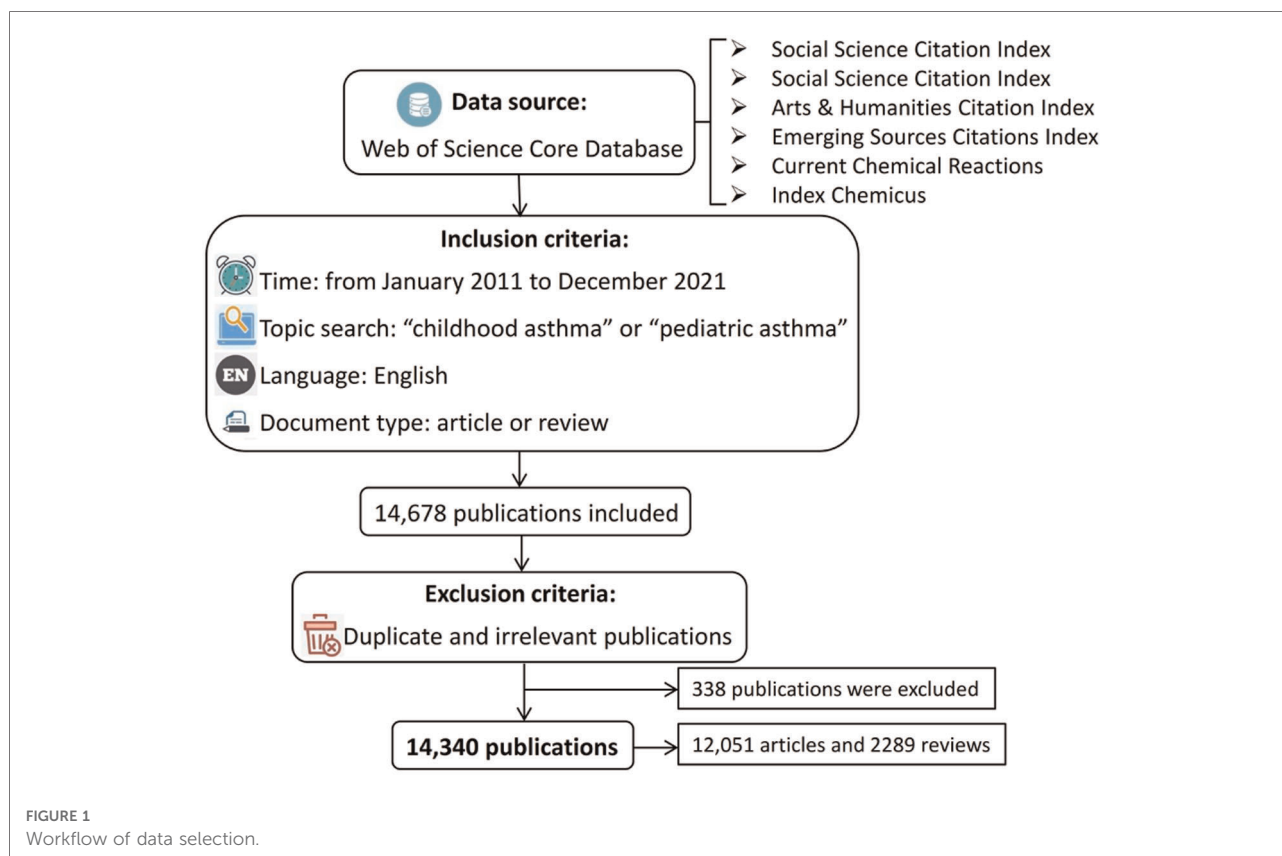 Data source:
Web of Science Core Database
➢ Social Science Citation Index
➢ Social Science Citation Index
➢ Arts & Humanities Citation Index
➢ Emerging Sources Citations Index
➢ Current Chemical Reactions
➢ Index Chemicus
Inclusion criteria:
Time: from January 2011 to December 2021
Topic search: “childhood asthma” or “pediatric asthma”
EN Language: English
Document type: article or review
14,678 publications included
Exclusion criteria:
Duplicate and irrelevant publications
338 publications were excluded
14,340 publications
12,051 articles and 2289 reviews
FIGURE 1
Workflow of data selection.